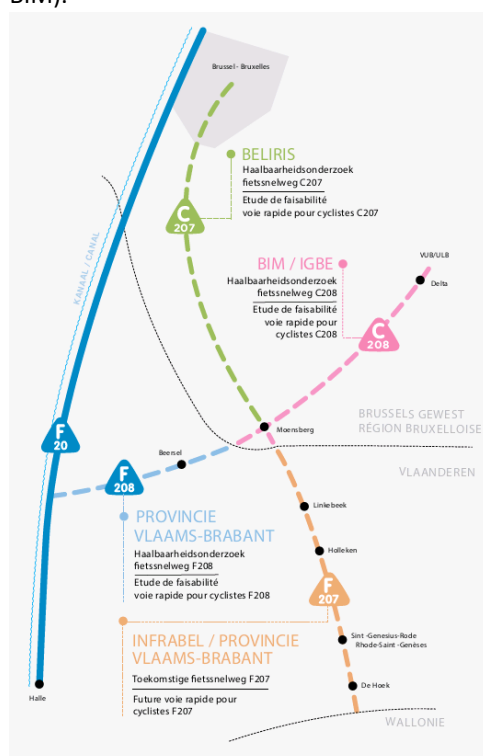 BIM).
Brussel - Bruxelles
BELIRIS
Haalbaarheidsonderzoek
fietssnelweg C207
Etude de faisabilité
voie rapide pour cyclistes C207
C
207
KANAAL / CANAL
BIM / IGBE
Haalbaarheidsonderzoek
fietssnelweg C208
Etude de faisabilité
voie rapide pour
cyclistes C208
VUB/ULB
Delta
C
208
BRUSSELS GEWEST
RÉGION BRUXELLOISE
Moensberg
F
20
Beersel
VLAANDEREN
F
208
PROVINCIE
VLAAMS-BRABANT
Haalbaarheidsonderzoek
fietssnelweg F208
Etude de faisabilité
voie rapide pour cyclistes F208
Linkebeek
Holleken
F
207
INFRABEL / PROVINCIE
VLAAMS-BRABANT
Toekomstige fietssnelweg F207
Future voie rapide pour
cyclistes F207
Sint -Genesius-Rode
Rhode-Saint -Genèses
De Hoek
Halle
WALLONIE